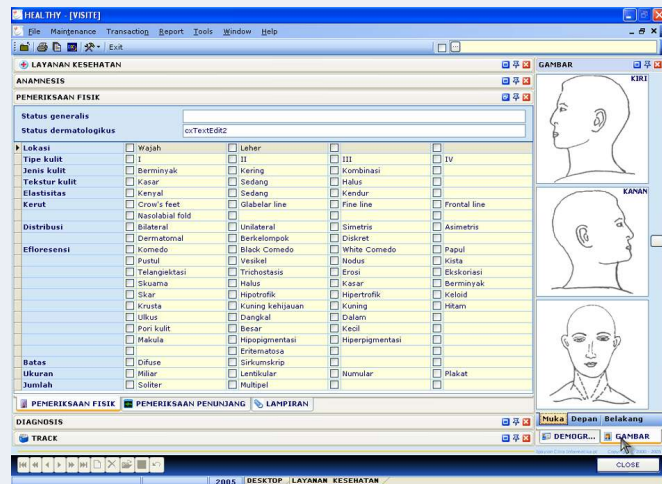 HEALTHY - [VISITE]
File Maintenance Transaction Report Tools Window Help
Exit
LAYANAN KESEHATAN
GAMBAR
ANAMNESIS
KIRI
PEMERIKSAAN FISIK
Status generalis
Status dermatologikus cxTextEdit2
Lokasi Wajah Leher
Tipe kulit I II III IV
Jenis kulit Berminyak Kering Kombinasi
Tekstur kulit Kasar Sedang Halus
Elastisitas Kenyal Sedang Kendur
KANAN
Kerut Crow's feet Glabelar line Fine line Frontal line
Nasolabial fold
Distribusi Bilateral Unilateral Simetris Asimetris
Dermatomal Berkelompok Diskret
Efloresensi Komedo Black Comedo White Comedo Papul
Pustul Vesikel Nodus Kista
Telangiektasi Trichostasis Erosi Ekskoriasi
Skuama Halus Kasar Berminyak
Skar Hipotrofik Hipertrofik Keloid
Krusta Kuning kehijauan Kuning Hitam
Ulkus Dangkal Dalam
Pori kulit Besar Kecil
Makula Hipopigmentasi Hiperpigmentasi
Eritematosa
Batas Difuse Sirkumskrip
Ukuran Miliar Lentikular Numular Plakat
Jumlah Soliter Multipel
PEMERIKSAAN FISIK PEMERIKSAAN PENUNJANG LAMPIRAN
Muka Depan Belakang
DIAGNOSIS
DEMOGR... GAMBAR
TRACK
CLOSE
2005 DESKTOP LAYANAN KESEHATAN